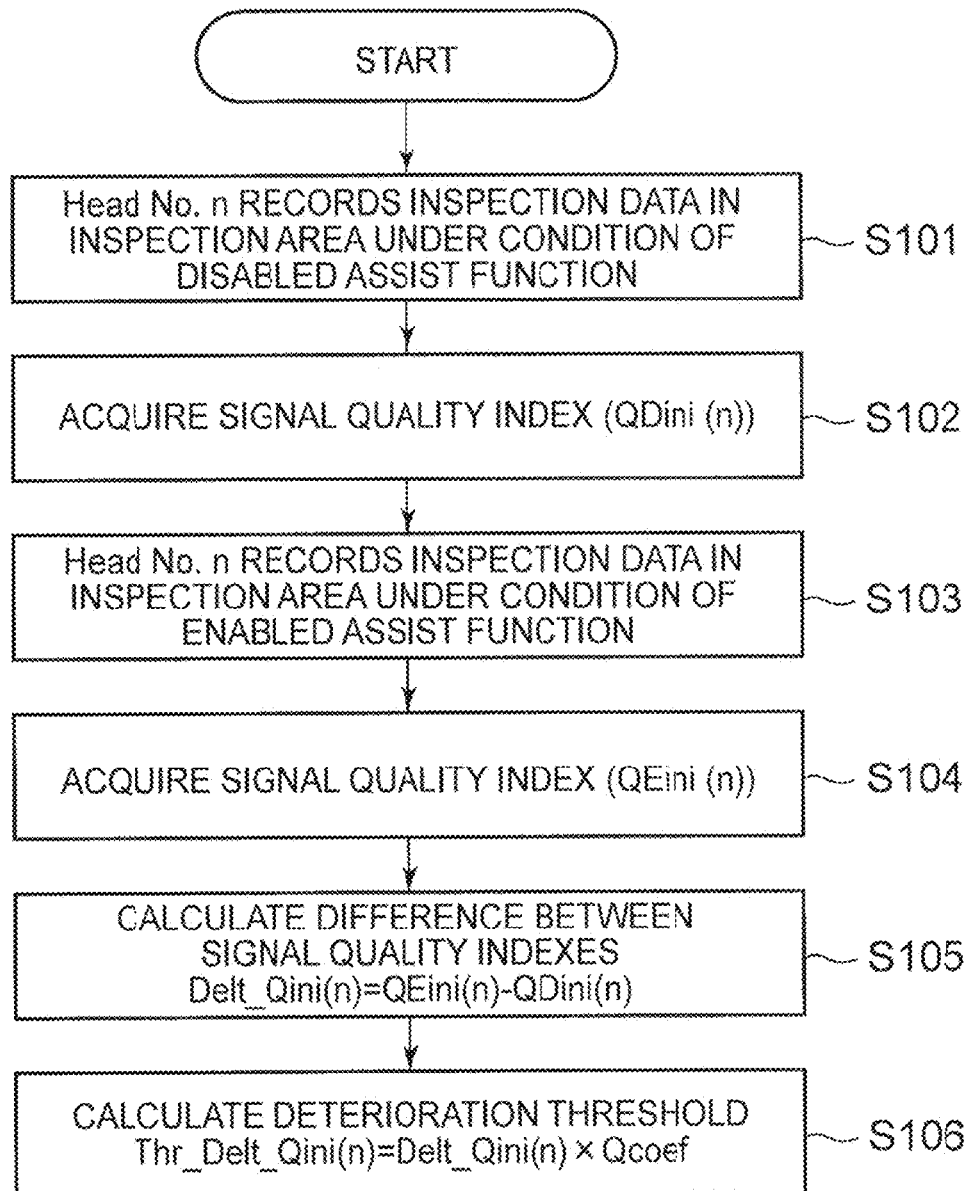 START
Head No. n RECORDS INSPECTION DATA IN
INSPECTION AREA UNDER CONDITION OF
DISABLED ASSIST FUNCTION
S101
ACQUIRE SIGNAL QUALITY INDEX (QDini (n))
S102
Head No. n RECORDS INSPECTION DATA IN
INSPECTION AREA UNDER CONDITION OF
ENABLED ASSIST FUNCTION
S103
ACQUIRE SIGNAL QUALITY INDEX (QEini (n))
S104
CALCULATE DIFFERENCE BETWEEN
SIGNAL QUALITY INDEXES
Delt_Qini(n)=QEini(n)-QDini(n)
S105
CALCULATE DETERIORATION THRESHOLD
Thr_Delt_Qini(n)=Delt_Qini(n) × Qcoef
S106